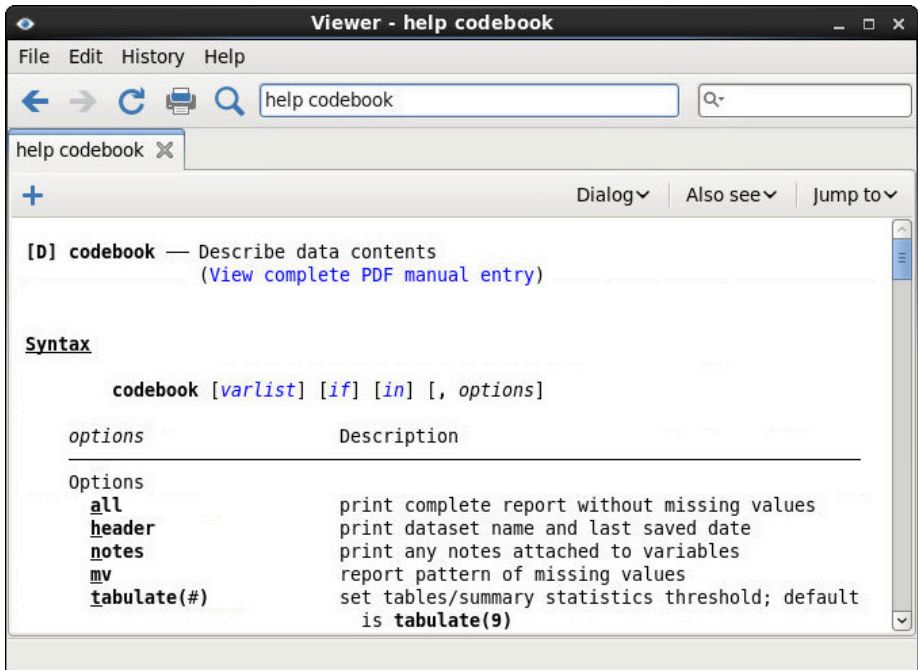 Viewer - help codebook
File Edit History Help
help codebook
help codebook
Dialog Also see Jump to
[D] codebook — Describe data contents
(View complete PDF manual entry)
Syntax
codebook [varlist] [if] [in] [, options]
options Description
Options
all print complete report without missing values
header print dataset name and last saved date
notes print any notes attached to variables
mv report pattern of missing values
tabulate(#) set tables/summary statistics threshold; default
is tabulate(9)